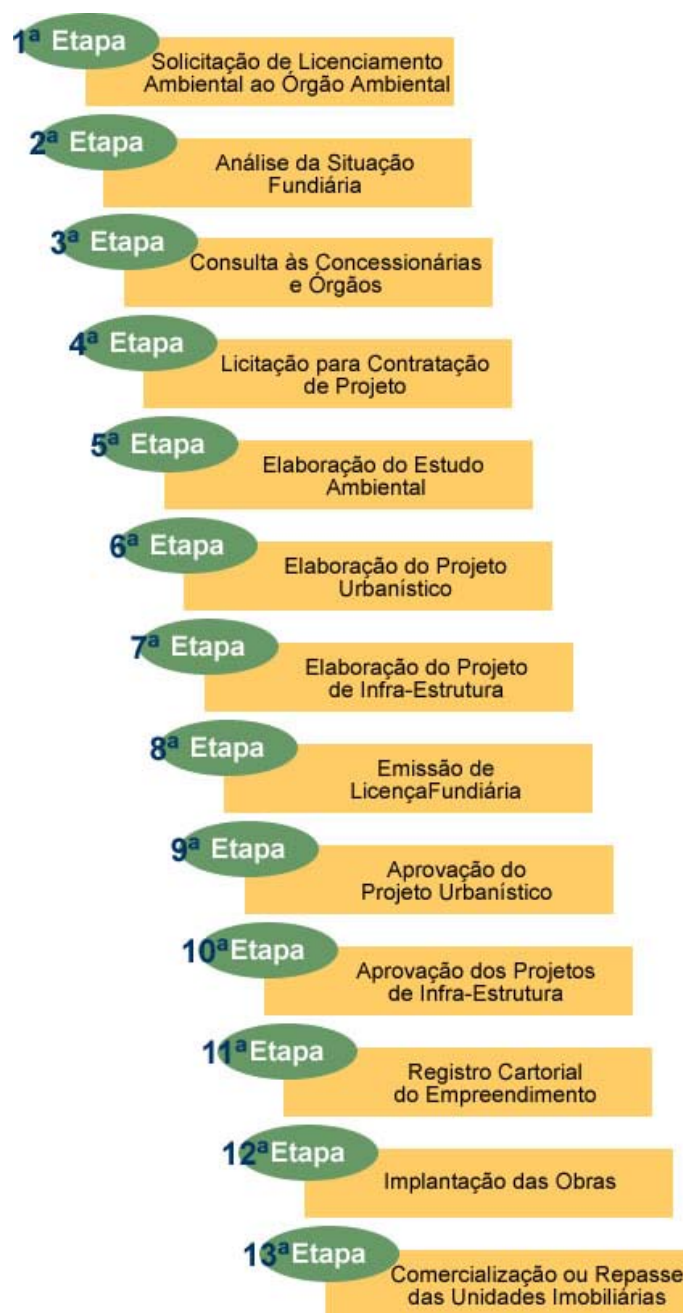 1ª Etapa
Solicitação de Licenciamento
Ambiental ao Órgão Ambiental
2ª Etapa
Análise da Situação
Fundiária
3ª Etapa
Consulta às Concessionárias
e Órgãos
4ª Etapa
Licitação para Contratação
de Projeto
5ª Etapa
Elaboração do Estudo
Ambiental
6ª Etapa
Elaboração do Projeto
Urbanístico
7ª Etapa
Elaboração do Projeto
de Infra-Estrutura
8ª Etapa
Emissão de
LicençaFundiária
9ª Etapa
Aprovação do
Projeto Urbanístico
10ª Etapa
Aprovação dos Projetos
de Infra-Estrutura
11ª Etapa
Registro Cartorial
do Empreendimento
12ª Etapa
Implantação das Obras
13ª Etapa
Comercialização ou Repasse
das Unidades Imobiliárias